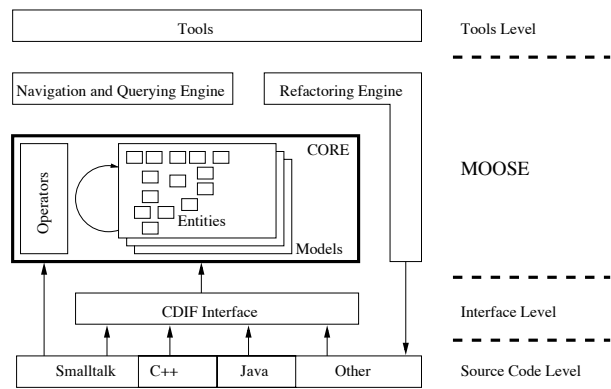 Tools
Tools Level
Navigation and Querying Engine
Refactoring Engine
CORE
MOOSE
Operators
Entities
Models
CDIF Interface
Interface Level
Smalltalk
C++
Java
Other
Source Code Level